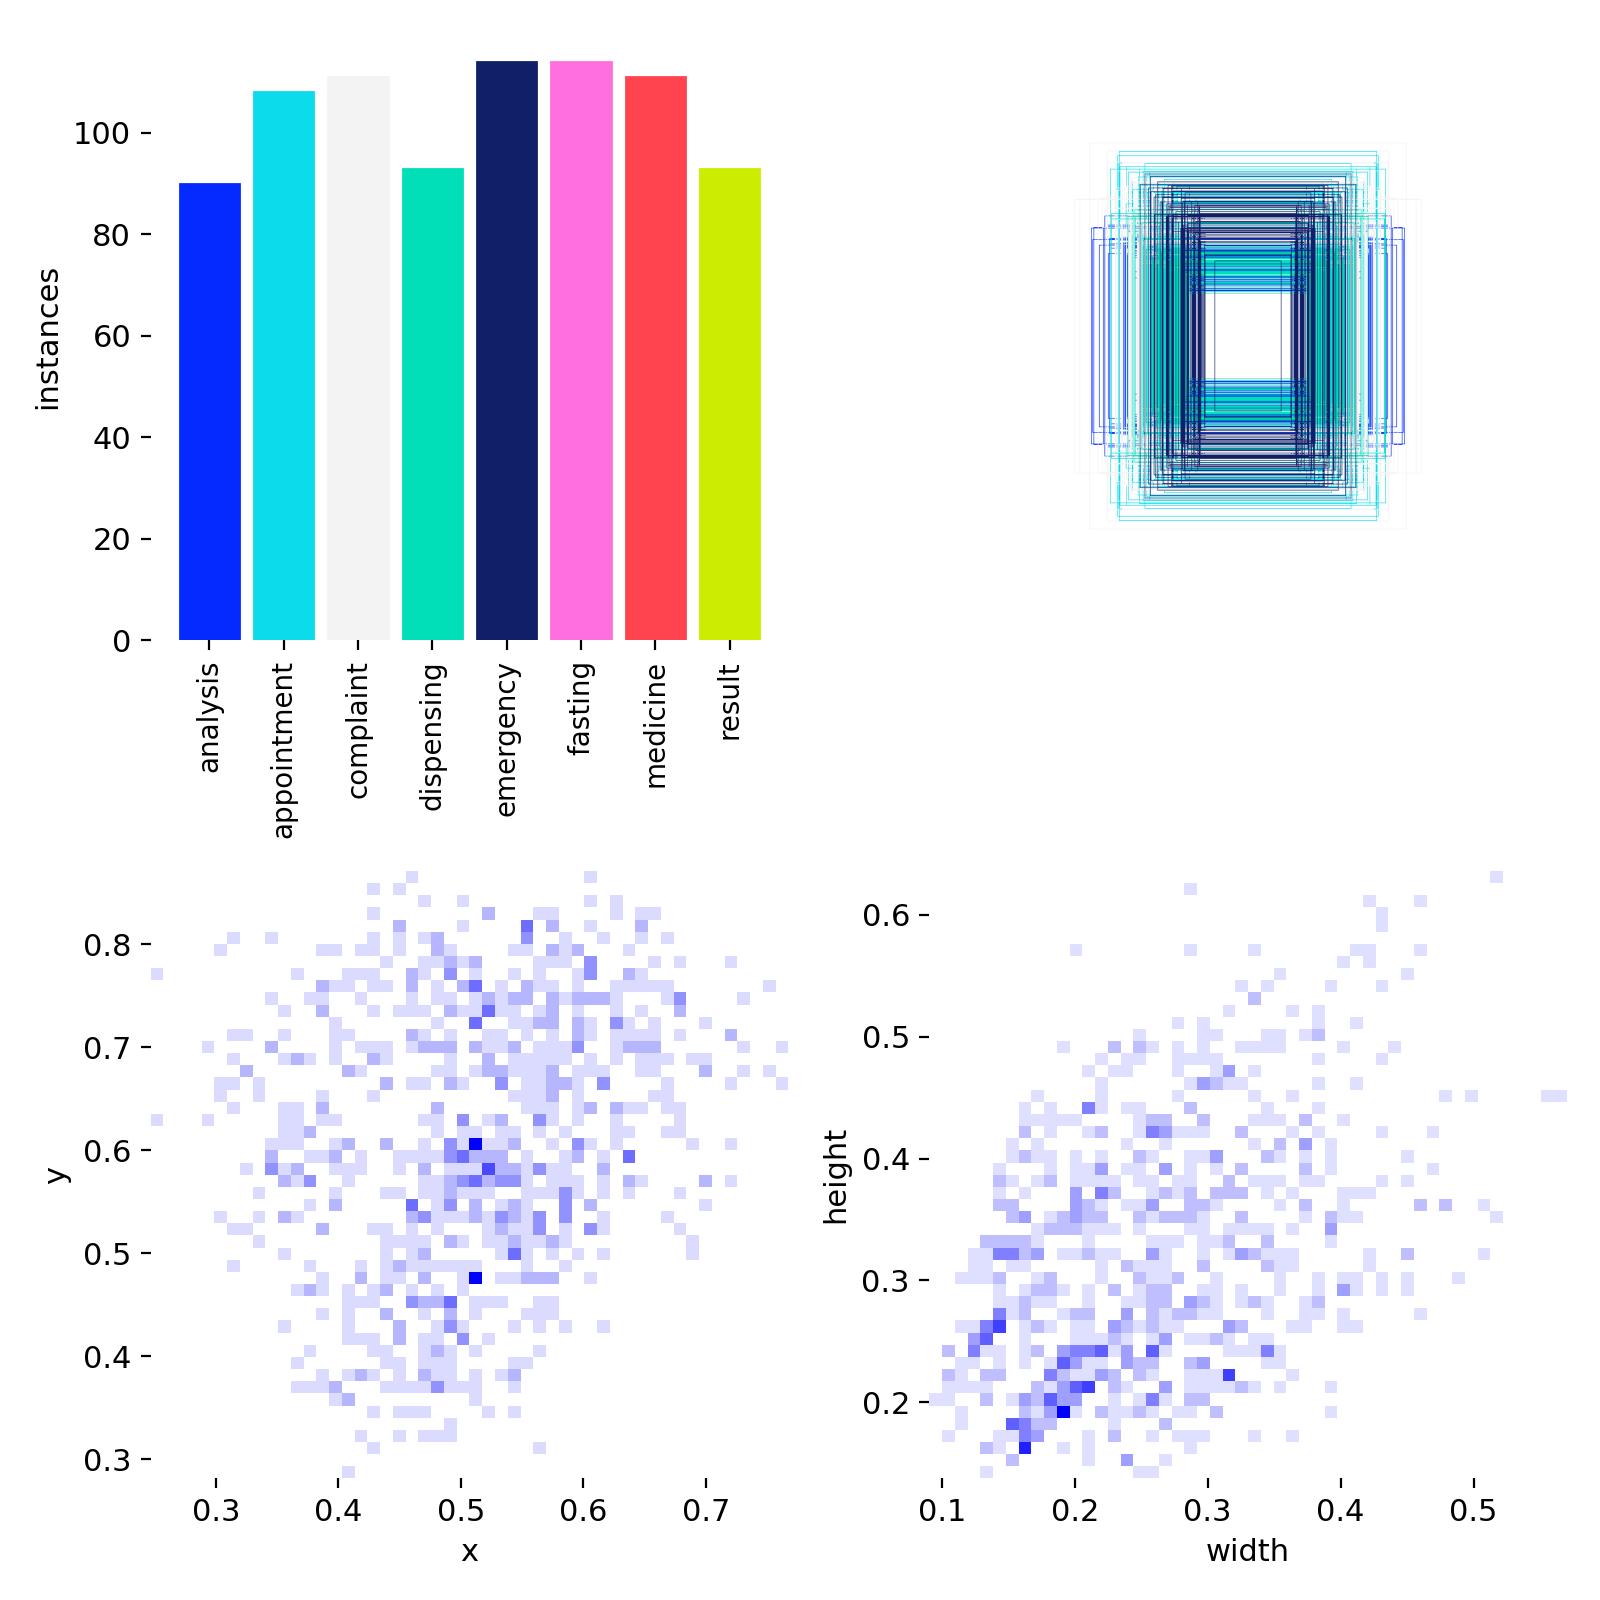 instances
100
80
60
40
20
0
analysis
appointment
complaint
dispensing
emergency
fasting
medicine
result
y
0.8
0.7
0.6
0.5
0.4
0.3
0.3 0.4 0.5 0.6 0.7
x
height
0.6
0.5
0.4
0.3
0.2
0.1 0.2 0.3 0.4 0.5
width